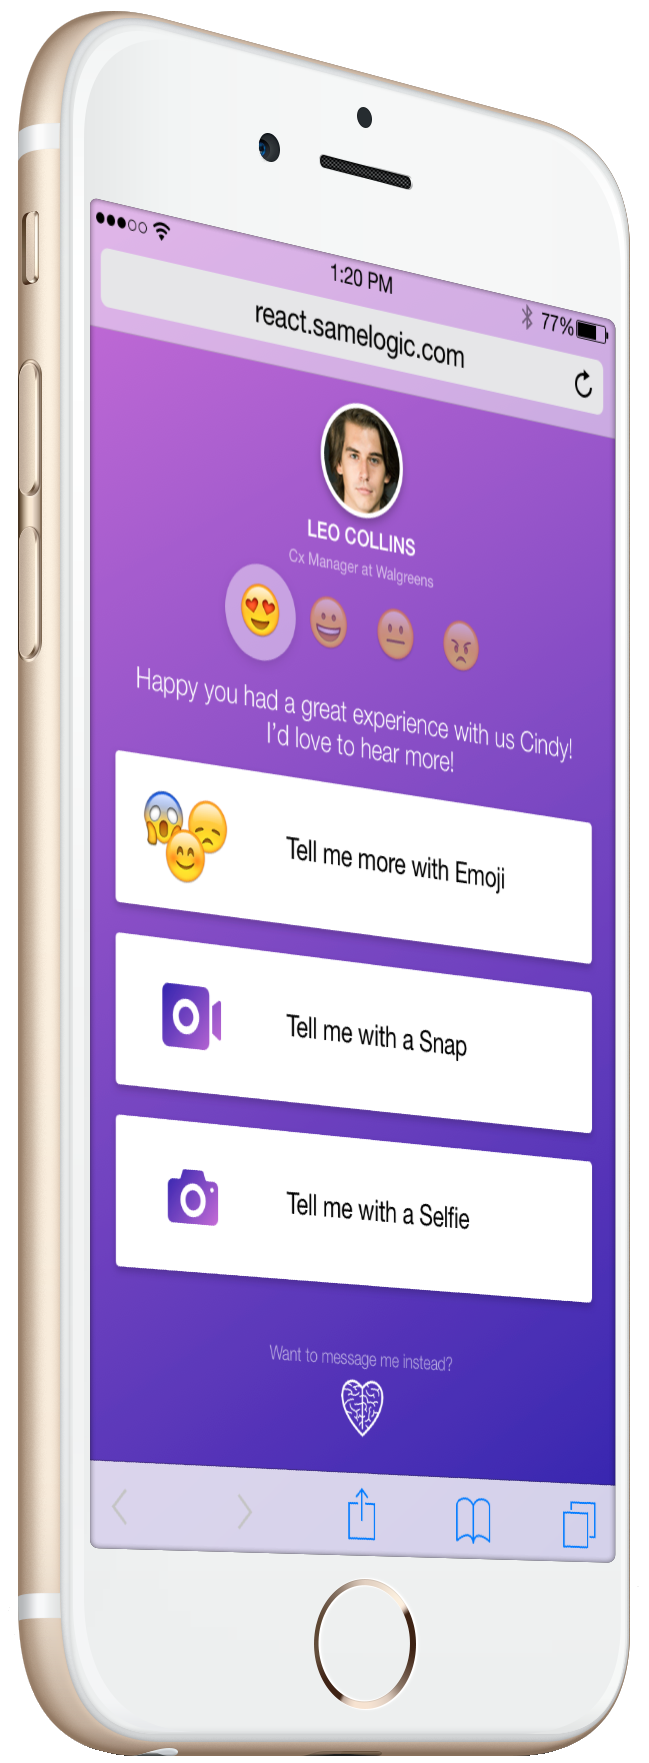 1:20 PM
77%
react.samelogic.com
LEO COLLINS
Cx Manager at Walgreens
Happy you had a great experience with us Cindy!
I'd love to hear more!
Tell me more with Emoji
Tell me with a Snap
Tell me with a Selfie
Want to message me instead?